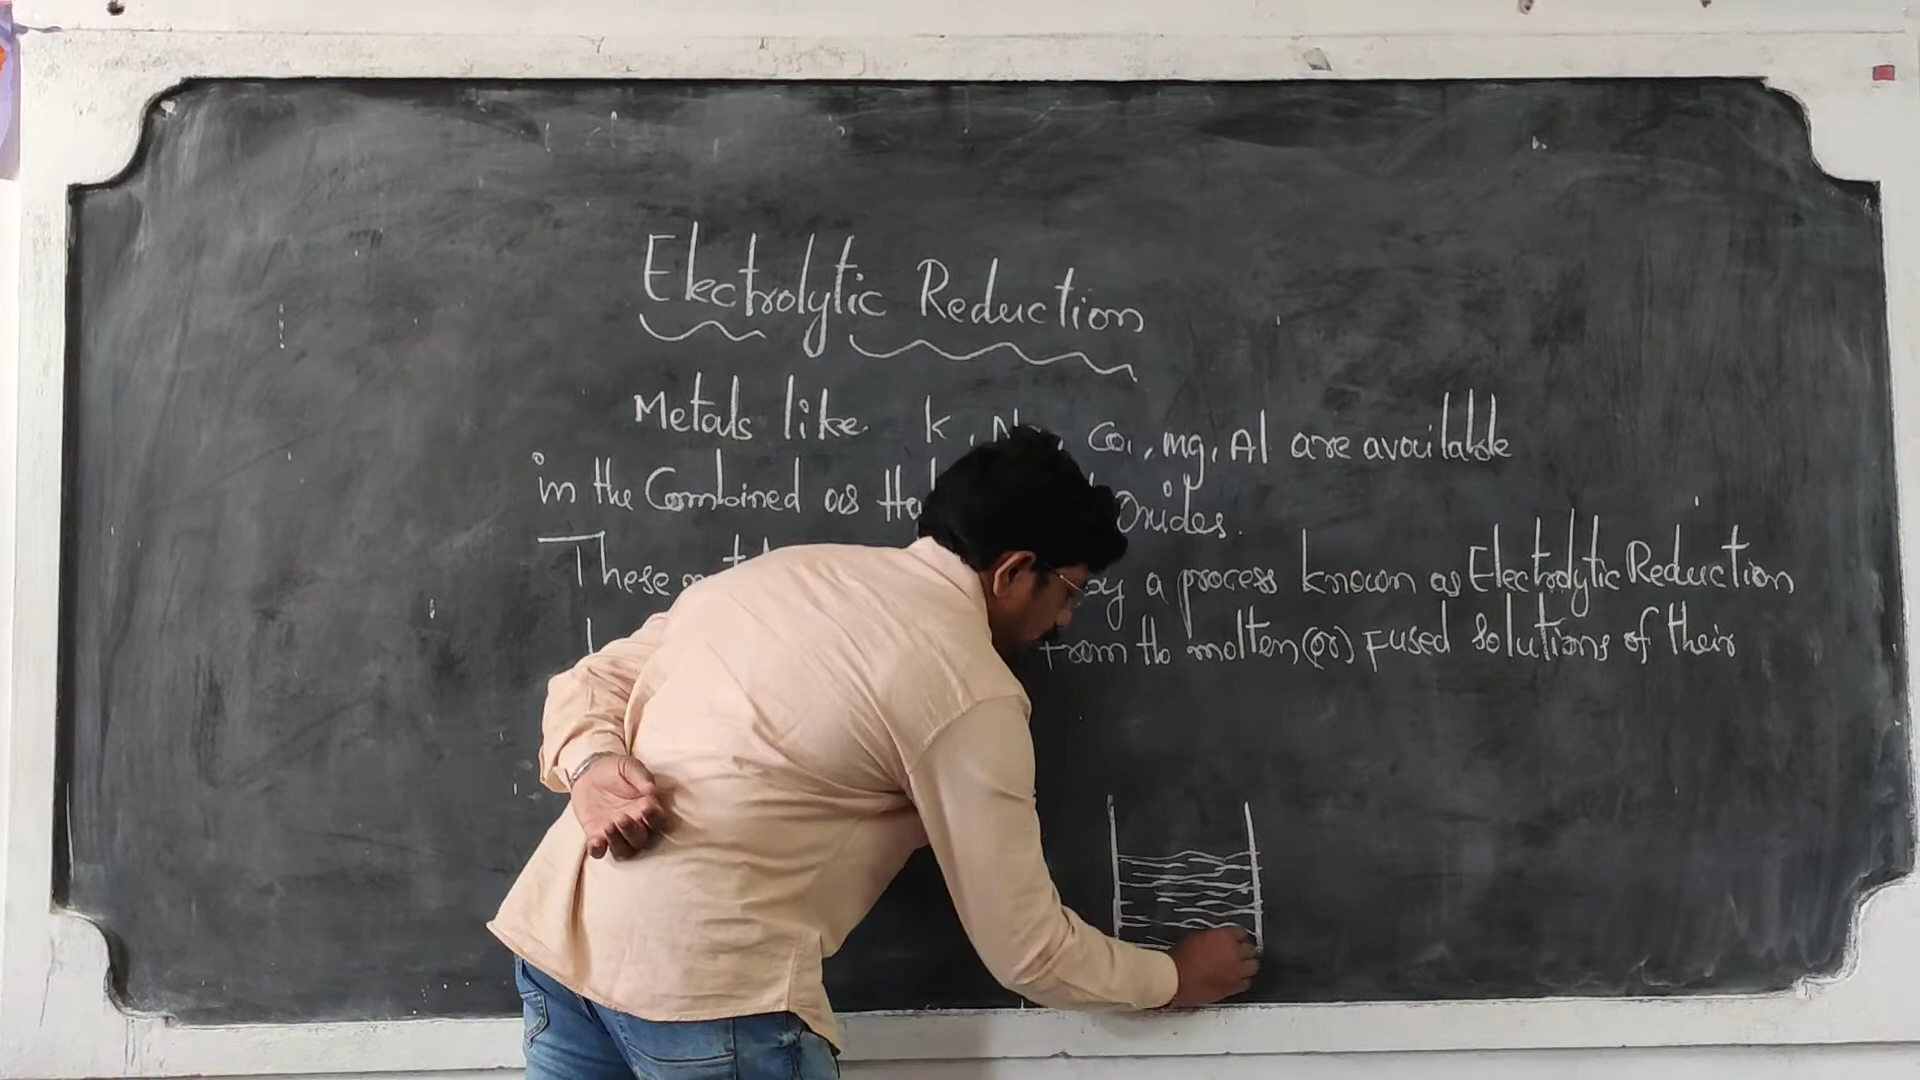 Electrolytic Reduction
Metals like K, Ca, Mg, Al are available
in the Combined as Oxides.
These by a process known as Electrolytic Reduction
From the molten (or) Fused solutions of their